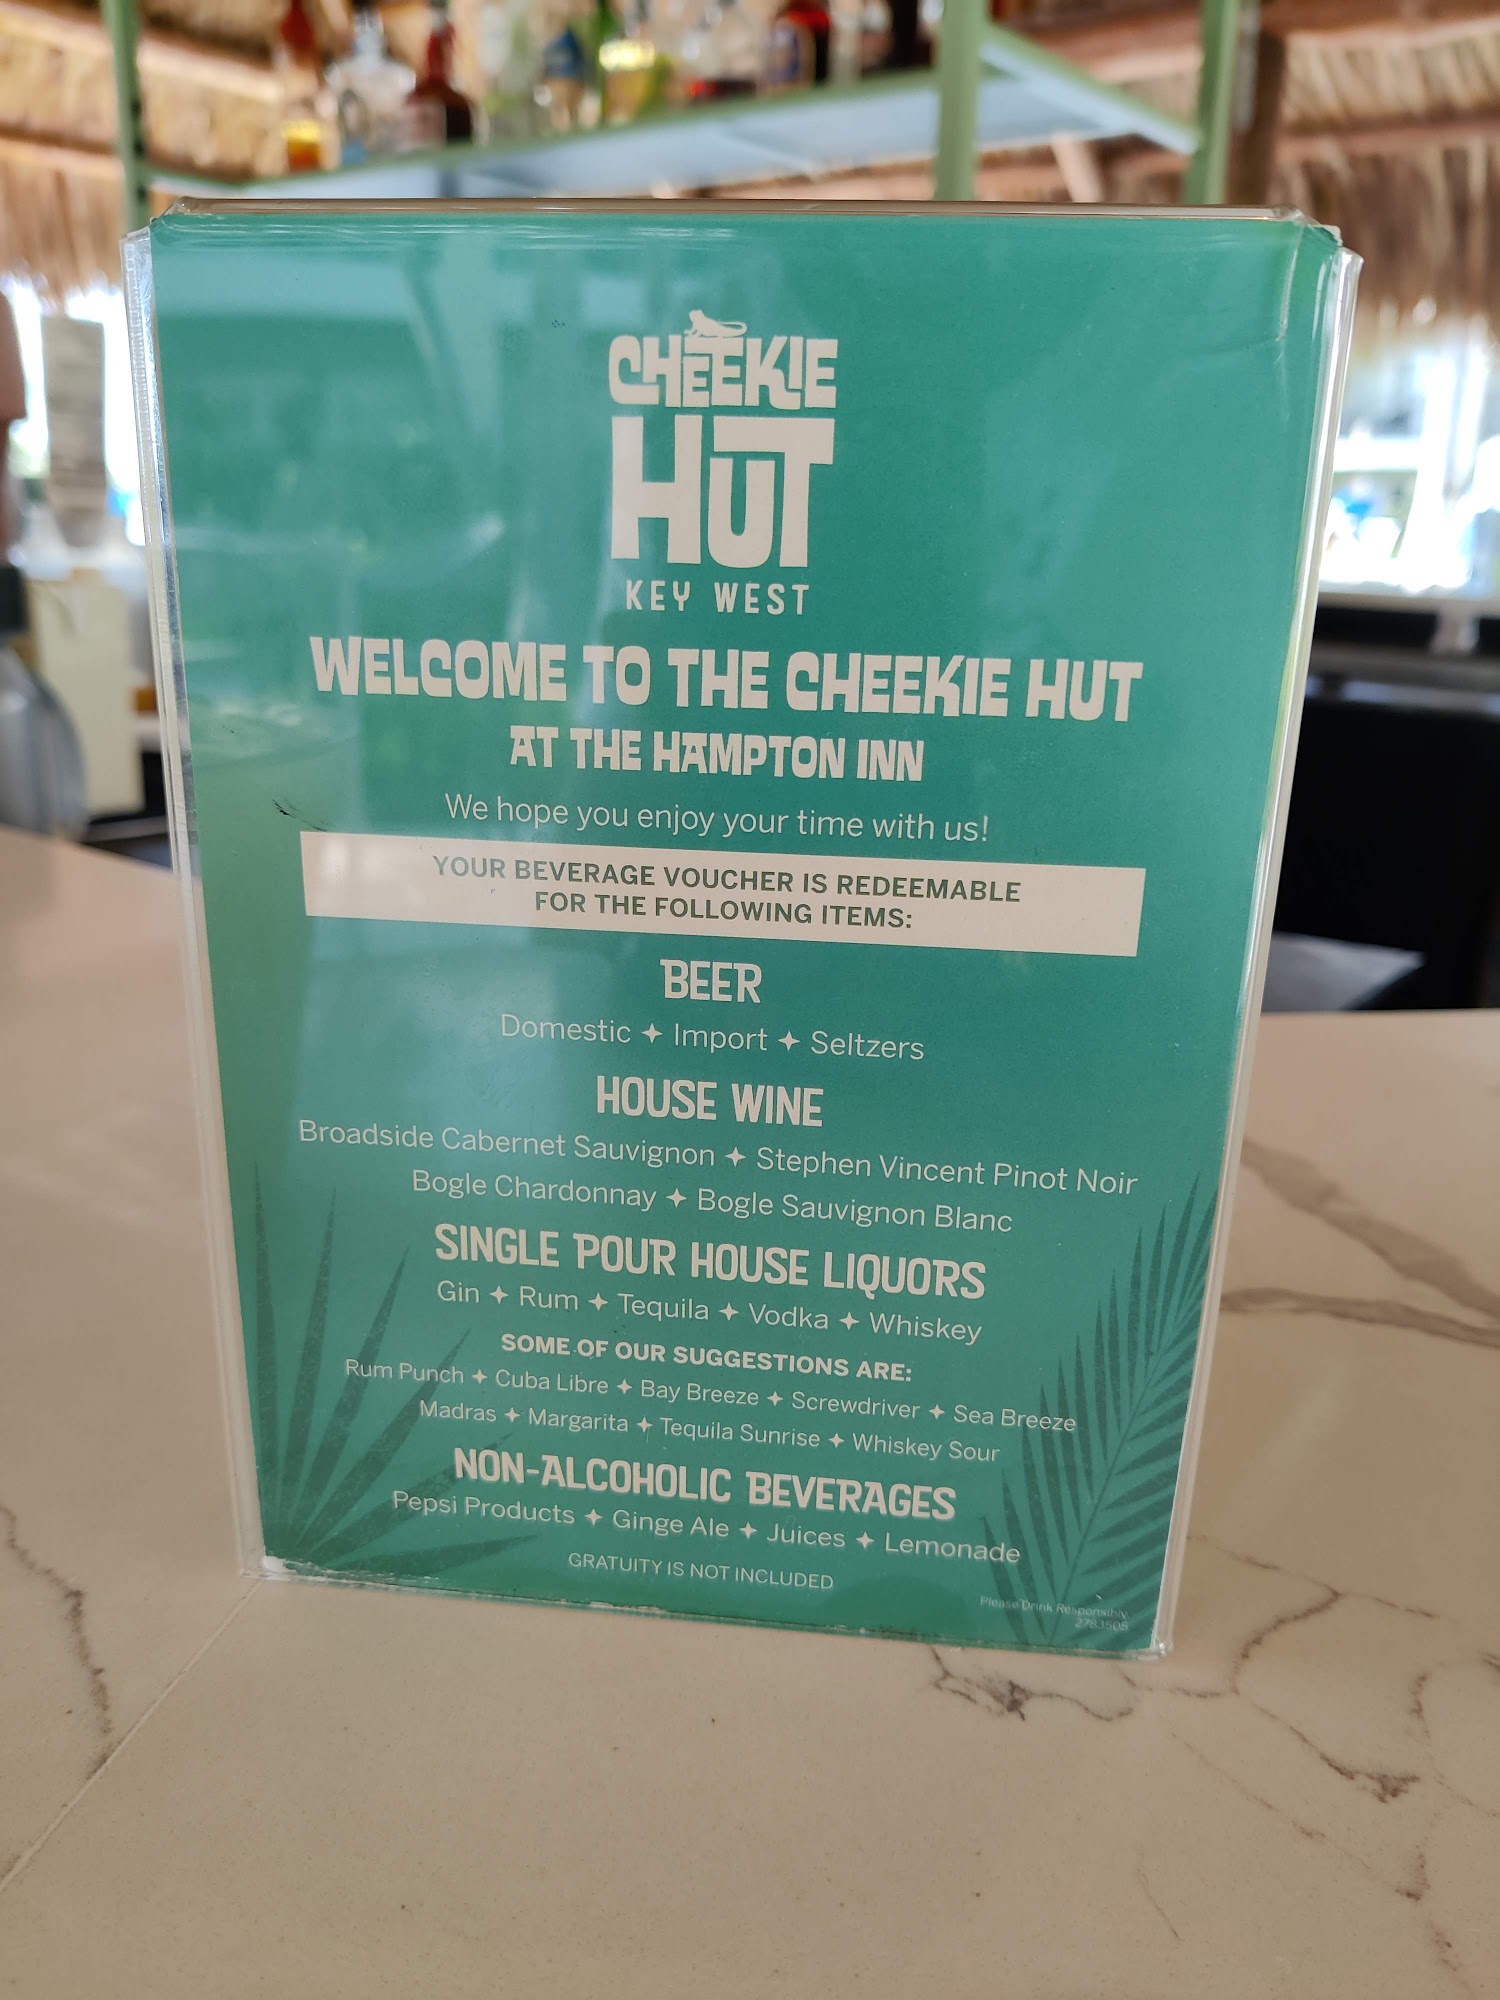 CHEEKIE
HUT
KEY WEST
WELCOME TO THE CHEEKIE HUT
AT THE HAMPTON INN
We hope you enjoy your time with us!
YOUR BEVERAGE VOUCHER IS REDEEMABLE
FOR THE FOLLOWING ITEMS:
BEER
Domestic ✦ Import ✦ Seltzers
HOUSE WINE
Broadside Cabernet Sauvignon ✦ Stephen Vincent Pinot Noir
Bogle Chardonnay ✦ Bogle Sauvignon Blanc
SINGLE POUR HOUSE LIQUORS
Gin ✦ Rum ✦ Tequila ✦ Vodka ✦ Whiskey
SOME OF OUR SUGGESTIONS ARE:
Rum Punch ✦ Cuba Libre ✦ Bay Breeze ✦ Screwdriver ✦ Sea Breeze
Madras ✦ Margarita ✦ Tequila Sunrise ✦ Whiskey Sour
NON-ALCOHOLIC BEVERAGES
Pepsi Products ✦ Ginge Ale ✦ Juices ✦ Lemonade
GRATUITY IS NOT INCLUDED
Please Drink Responsibly.
2783505